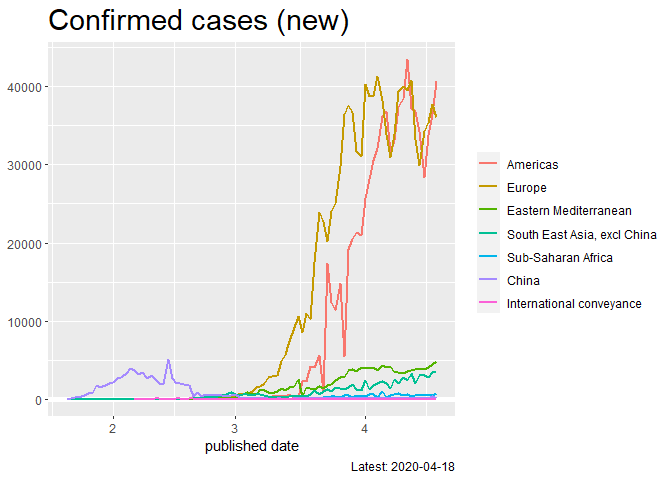 Confirmed cases (new)
40000
30000
20000
10000
0
2
3
4
published date
Americas
Europe
Eastern Mediterranean
South East Asia, excl China
Sub-Saharan Africa
China
International conveyance
Latest: 2020-04-18